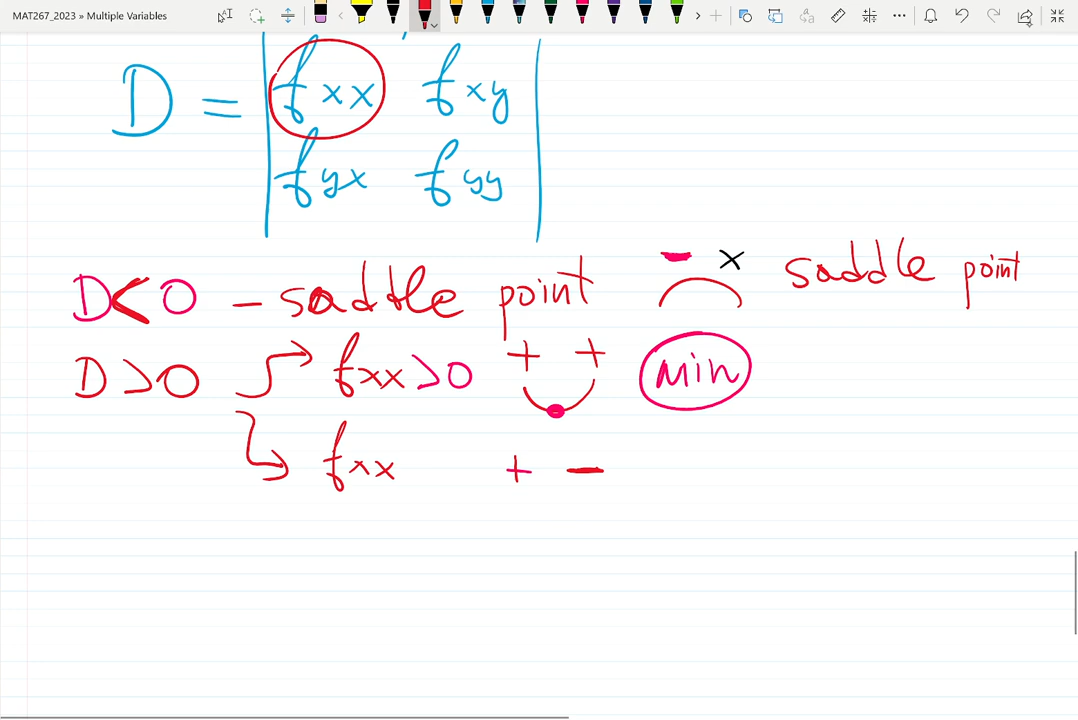 MAT267_2023 » Multiple Variables
D = | fxx fxy |
| fyx fyy |
D<0 – saddle point - x saddle point
D>0 fxx>0 + + min
fxx + -